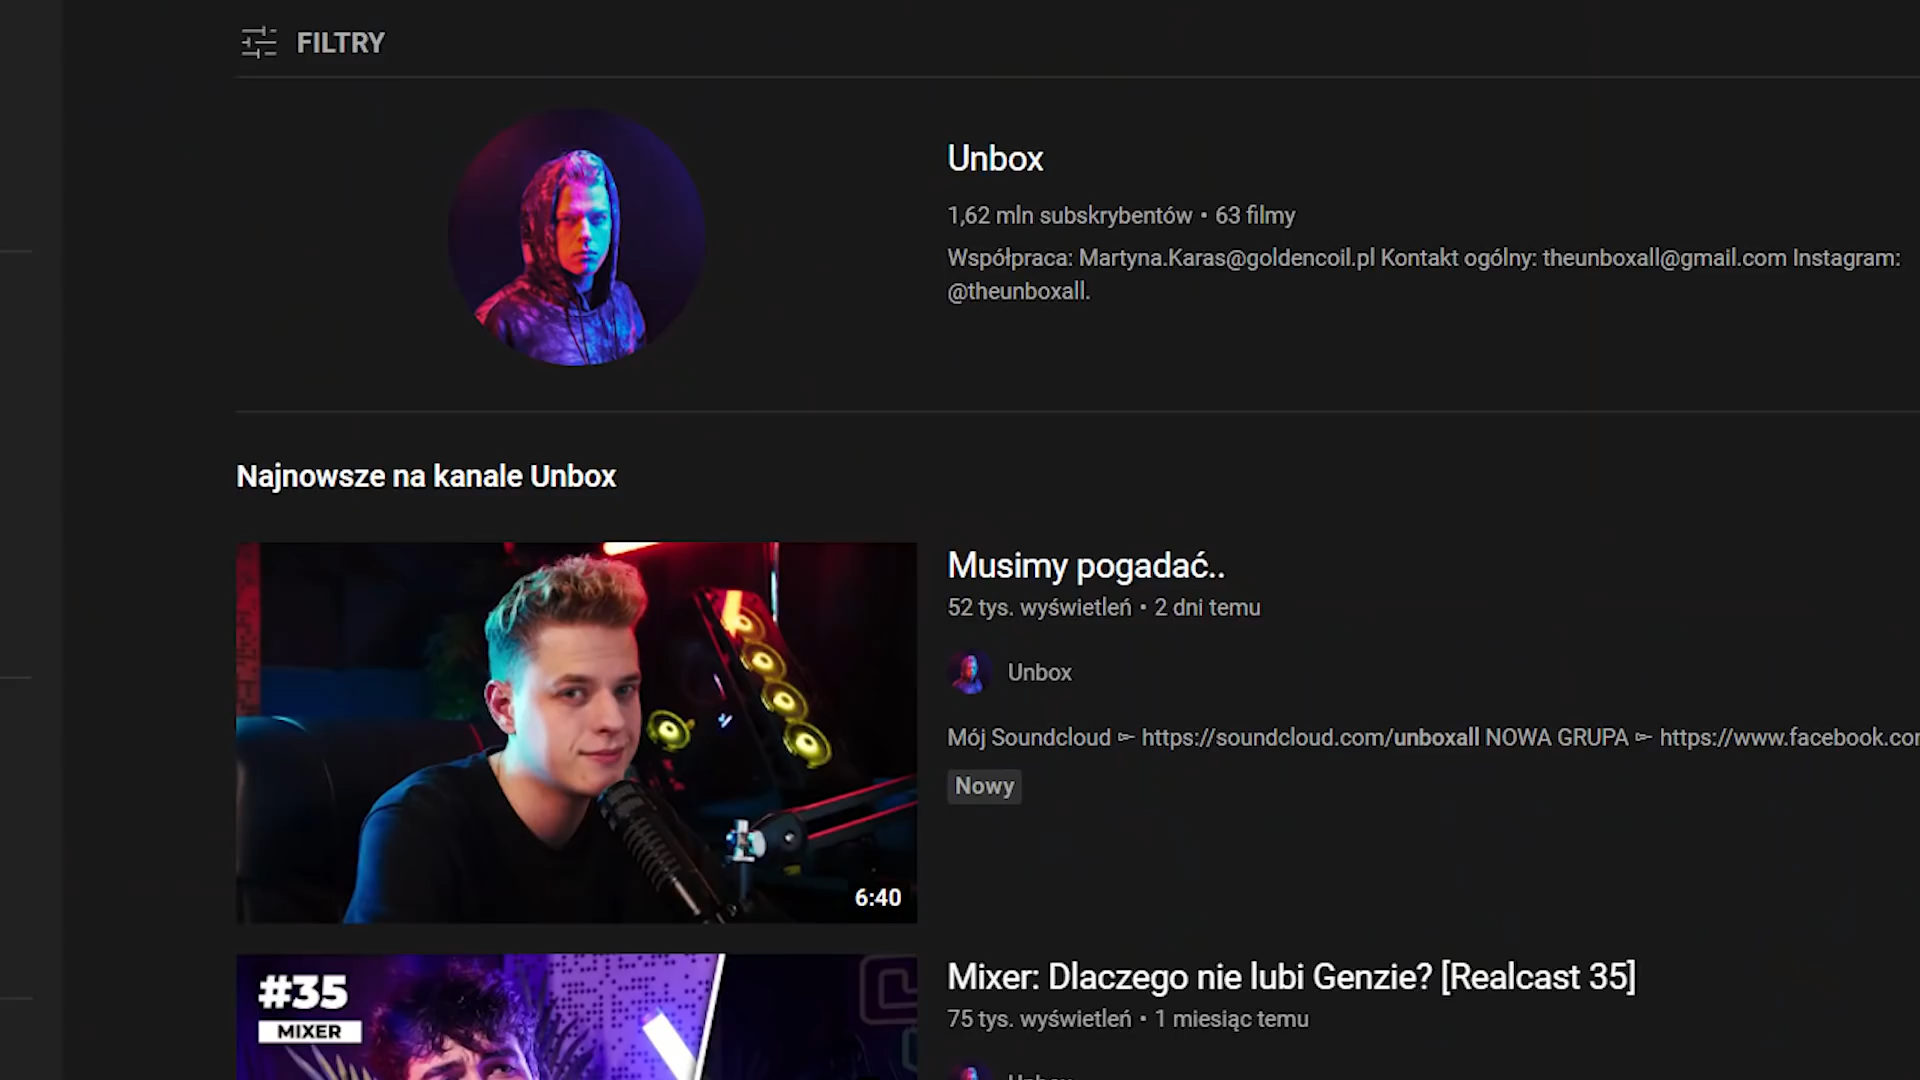 FILTRY
Unbox
1,62 mln subskrybentów • 63 filmy
Współpraca: Martyna.Karas@goldencoil.pl Kontakt ogólny: theunboxall@gmail.com Instagram:
@theunboxall.
Najnowsze na kanale Unbox
Musimy pogadać..
52 tys. wyświetleń • 2 dni temu
Unbox
Mój Soundcloud ⌲ https://soundcloud.com/unboxall NOWA GRUPA ⌲ https://www.facebook.co
Nowy
6:40
#35
MIXER
Mixer: Dlaczego nie lubi Genzie? [Realcast 35]
75 tys. wyświetleń • 1 miesiąc temu
Unbox